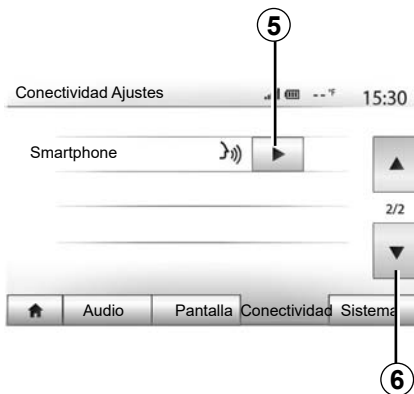 5
Conectividad Ajustes --°F 15:30
Smartphone
2/2
Audio Pantalla Conectividad Sistema
6